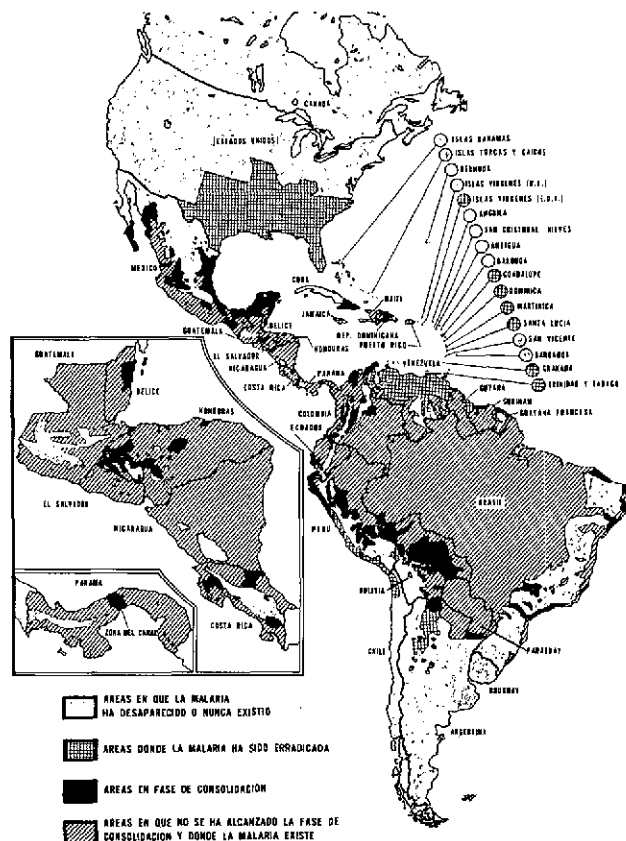 CANADA
[ESTADOS UNIDOS]
ISLAS BAHAMAS
ISLAS TURCAS Y CAICOS
BERMUDA
ISLAS VIRGENES (R.U.)
ISLAS VIRGENES (E.U.A.)
ANGUILA
SAN CRISTOBAL NIEVES
ANTIGUA
BARBUDA
GUADALUPE
DOMINICA
MARTINICA
SANTA LUCIA
SAN VICENTE
BARBADOS
GRANADA
TRINIDAD Y TABAGO
MEXICO
CUBA
HAITI
JAMAICA
REP. DOMINICANA
PUERTO RICO
BELICE
GUATEMALA
HONDURAS
EL SALVADOR
NICARAGUA
COSTA RICA
PANAMA
VENEZUELA
GUYANA
SURINAM
GUYANA FRANCESA
COLOMBIA
ECUADOR
BRASIL
PERU
BOLIVIA
CHILE
PARAGUAY
URUGUAY
ARGENTINA
GUATEMALA
BELICE
HONDURAS
EL SALVADOR
NICARAGUA
COSTA RICA
PANAMA
ZONA DEL CANAL
AREAS EN QUE LA MALARIA
HA DESAPARECIDO O NUNCA EXISTIO
AREAS DONDE LA MALARIA HA SIDO ERRADICADA
AREAS EN FASE DE CONSOLIDACIÓN
AREAS EN QUE NO SE HA ALCANZADO LA FASE DE
CONSOLIDACION Y DONDE LA MALARIA EXISTE